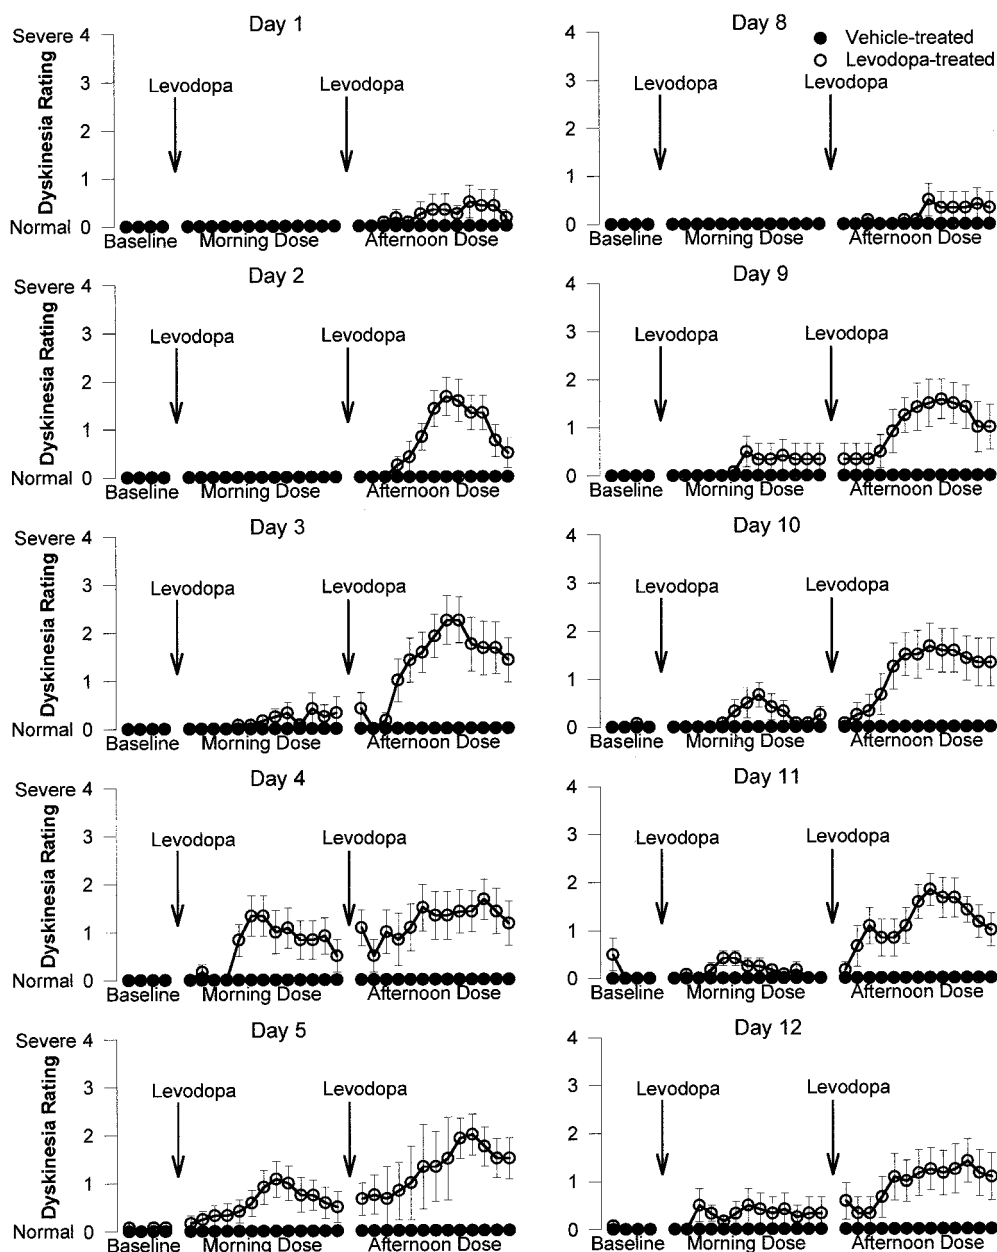 Day 1
Severe 4
3
2
1
Normal 0
Dyskinesia Rating
Levodopa
Levodopa
Baseline Morning Dose Afternoon Dose
Day 8
4
3
2
1
0
Vehicle-treated
Levodopa-treated
Levodopa
Levodopa
Baseline Morning Dose Afternoon Dose
Day 2
Severe 4
3
2
1
Normal 0
Dyskinesia Rating
Levodopa
Levodopa
Baseline Morning Dose Afternoon Dose
Day 9
4
3
2
1
0
Levodopa
Levodopa
Baseline Morning Dose Afternoon Dose
Day 3
Severe 4
3
2
1
Normal 0
Dyskinesia Rating
Levodopa
Levodopa
Baseline Morning Dose Afternoon Dose
Day 10
4
3
2
1
0
Levodopa
Levodopa
Baseline Morning Dose Afternoon Dose
Day 4
Severe 4
3
2
1
Normal 0
Dyskinesia Rating
Levodopa
Levodopa
Baseline Morning Dose Afternoon Dose
Day 11
4
3
2
1
0
Levodopa
Levodopa
Baseline Morning Dose Afternoon Dose
Day 5
Severe 4
3
2
1
Normal 0
Dyskinesia Rating
Levodopa
Levodopa
Baseline Morning Dose Afternoon Dose
Day 12
4
3
2
1
0
Levodopa
Levodopa
Baseline Morning Dose Afternoon Dose